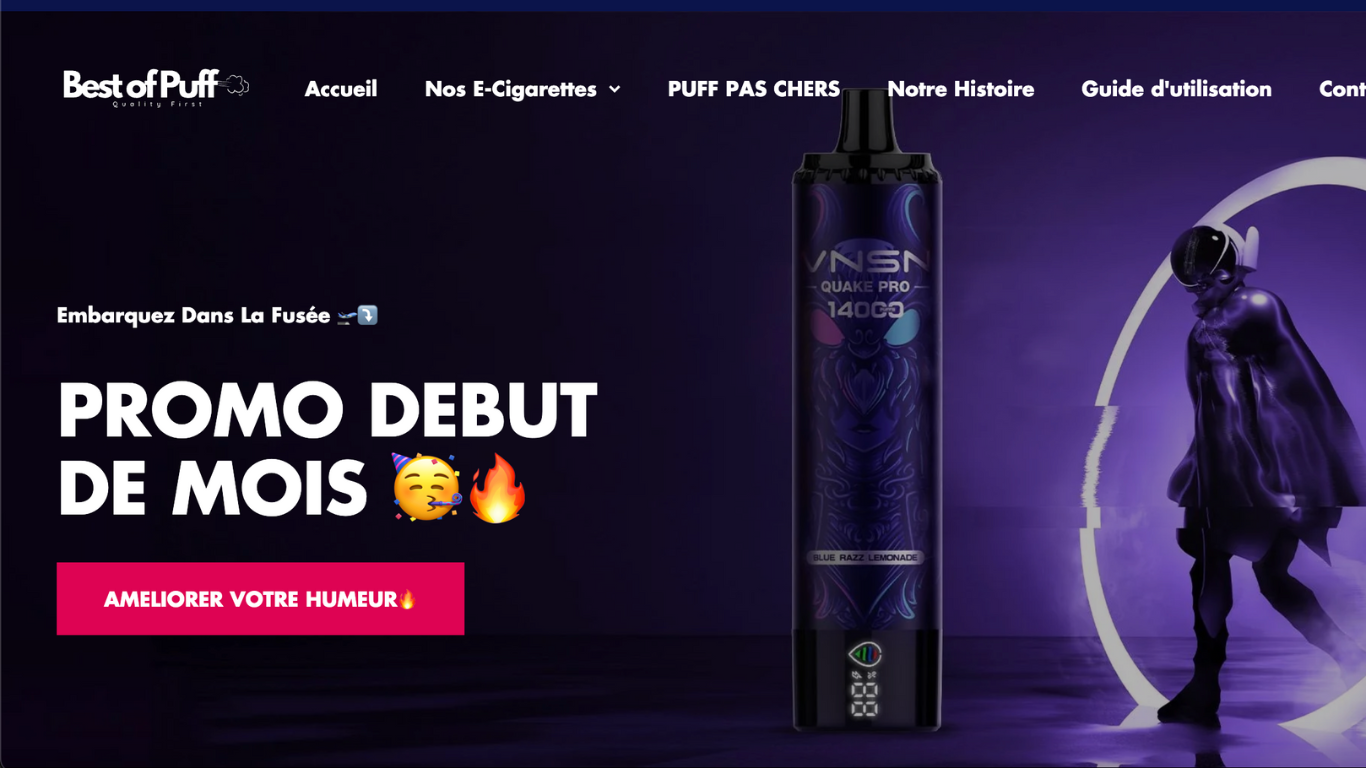 Best of Puff
Quality First
Accueil
Nos E-Cigarettes
PUFF PAS CHERS
Notre Histoire
Guide d'utilisation
Cont
Embarquez Dans La Fusée 🛫⤵️
PROMO DEBUT
DE MOIS 🥳🔥
AMELIORER VOTRE HUMEUR🔥
VNSN
QUAKE PRO
14000
BLUE RAZZ LEMONADE
88